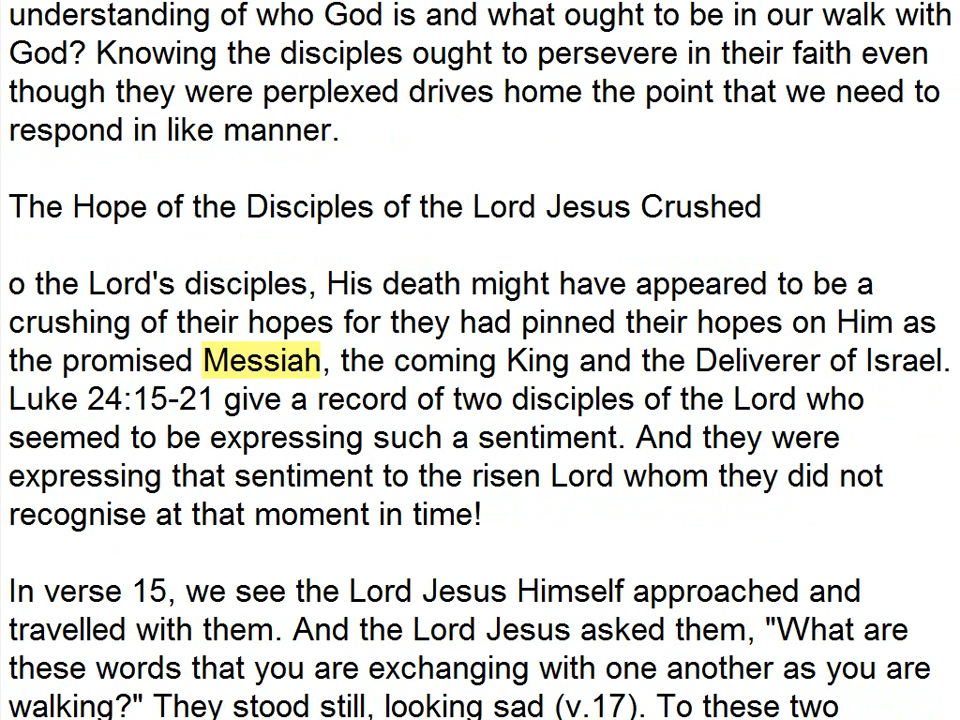 understanding of who God is and what ought to be in our walk with
God? Knowing the disciples ought to persevere in their faith even
though they were perplexed drives home the point that we need to
respond in like manner.
The Hope of the Disciples of the Lord Jesus Crushed
o the Lord's disciples, His death might have appeared to be a
crushing of their hopes for they had pinned their hopes on Him as
the promised Messiah, the coming King and the Deliverer of Israel.
Luke 24:15-21 give a record of two disciples of the Lord who
seemed to be expressing such a sentiment. And they were
expressing that sentiment to the risen Lord whom they did not
recognise at that moment in time!
In verse 15, we see the Lord Jesus Himself approached and
travelled with them. And the Lord Jesus asked them, "What are
these words that you are exchanging with one another as you are
walking?" They stood still, looking sad (v.17). To these two